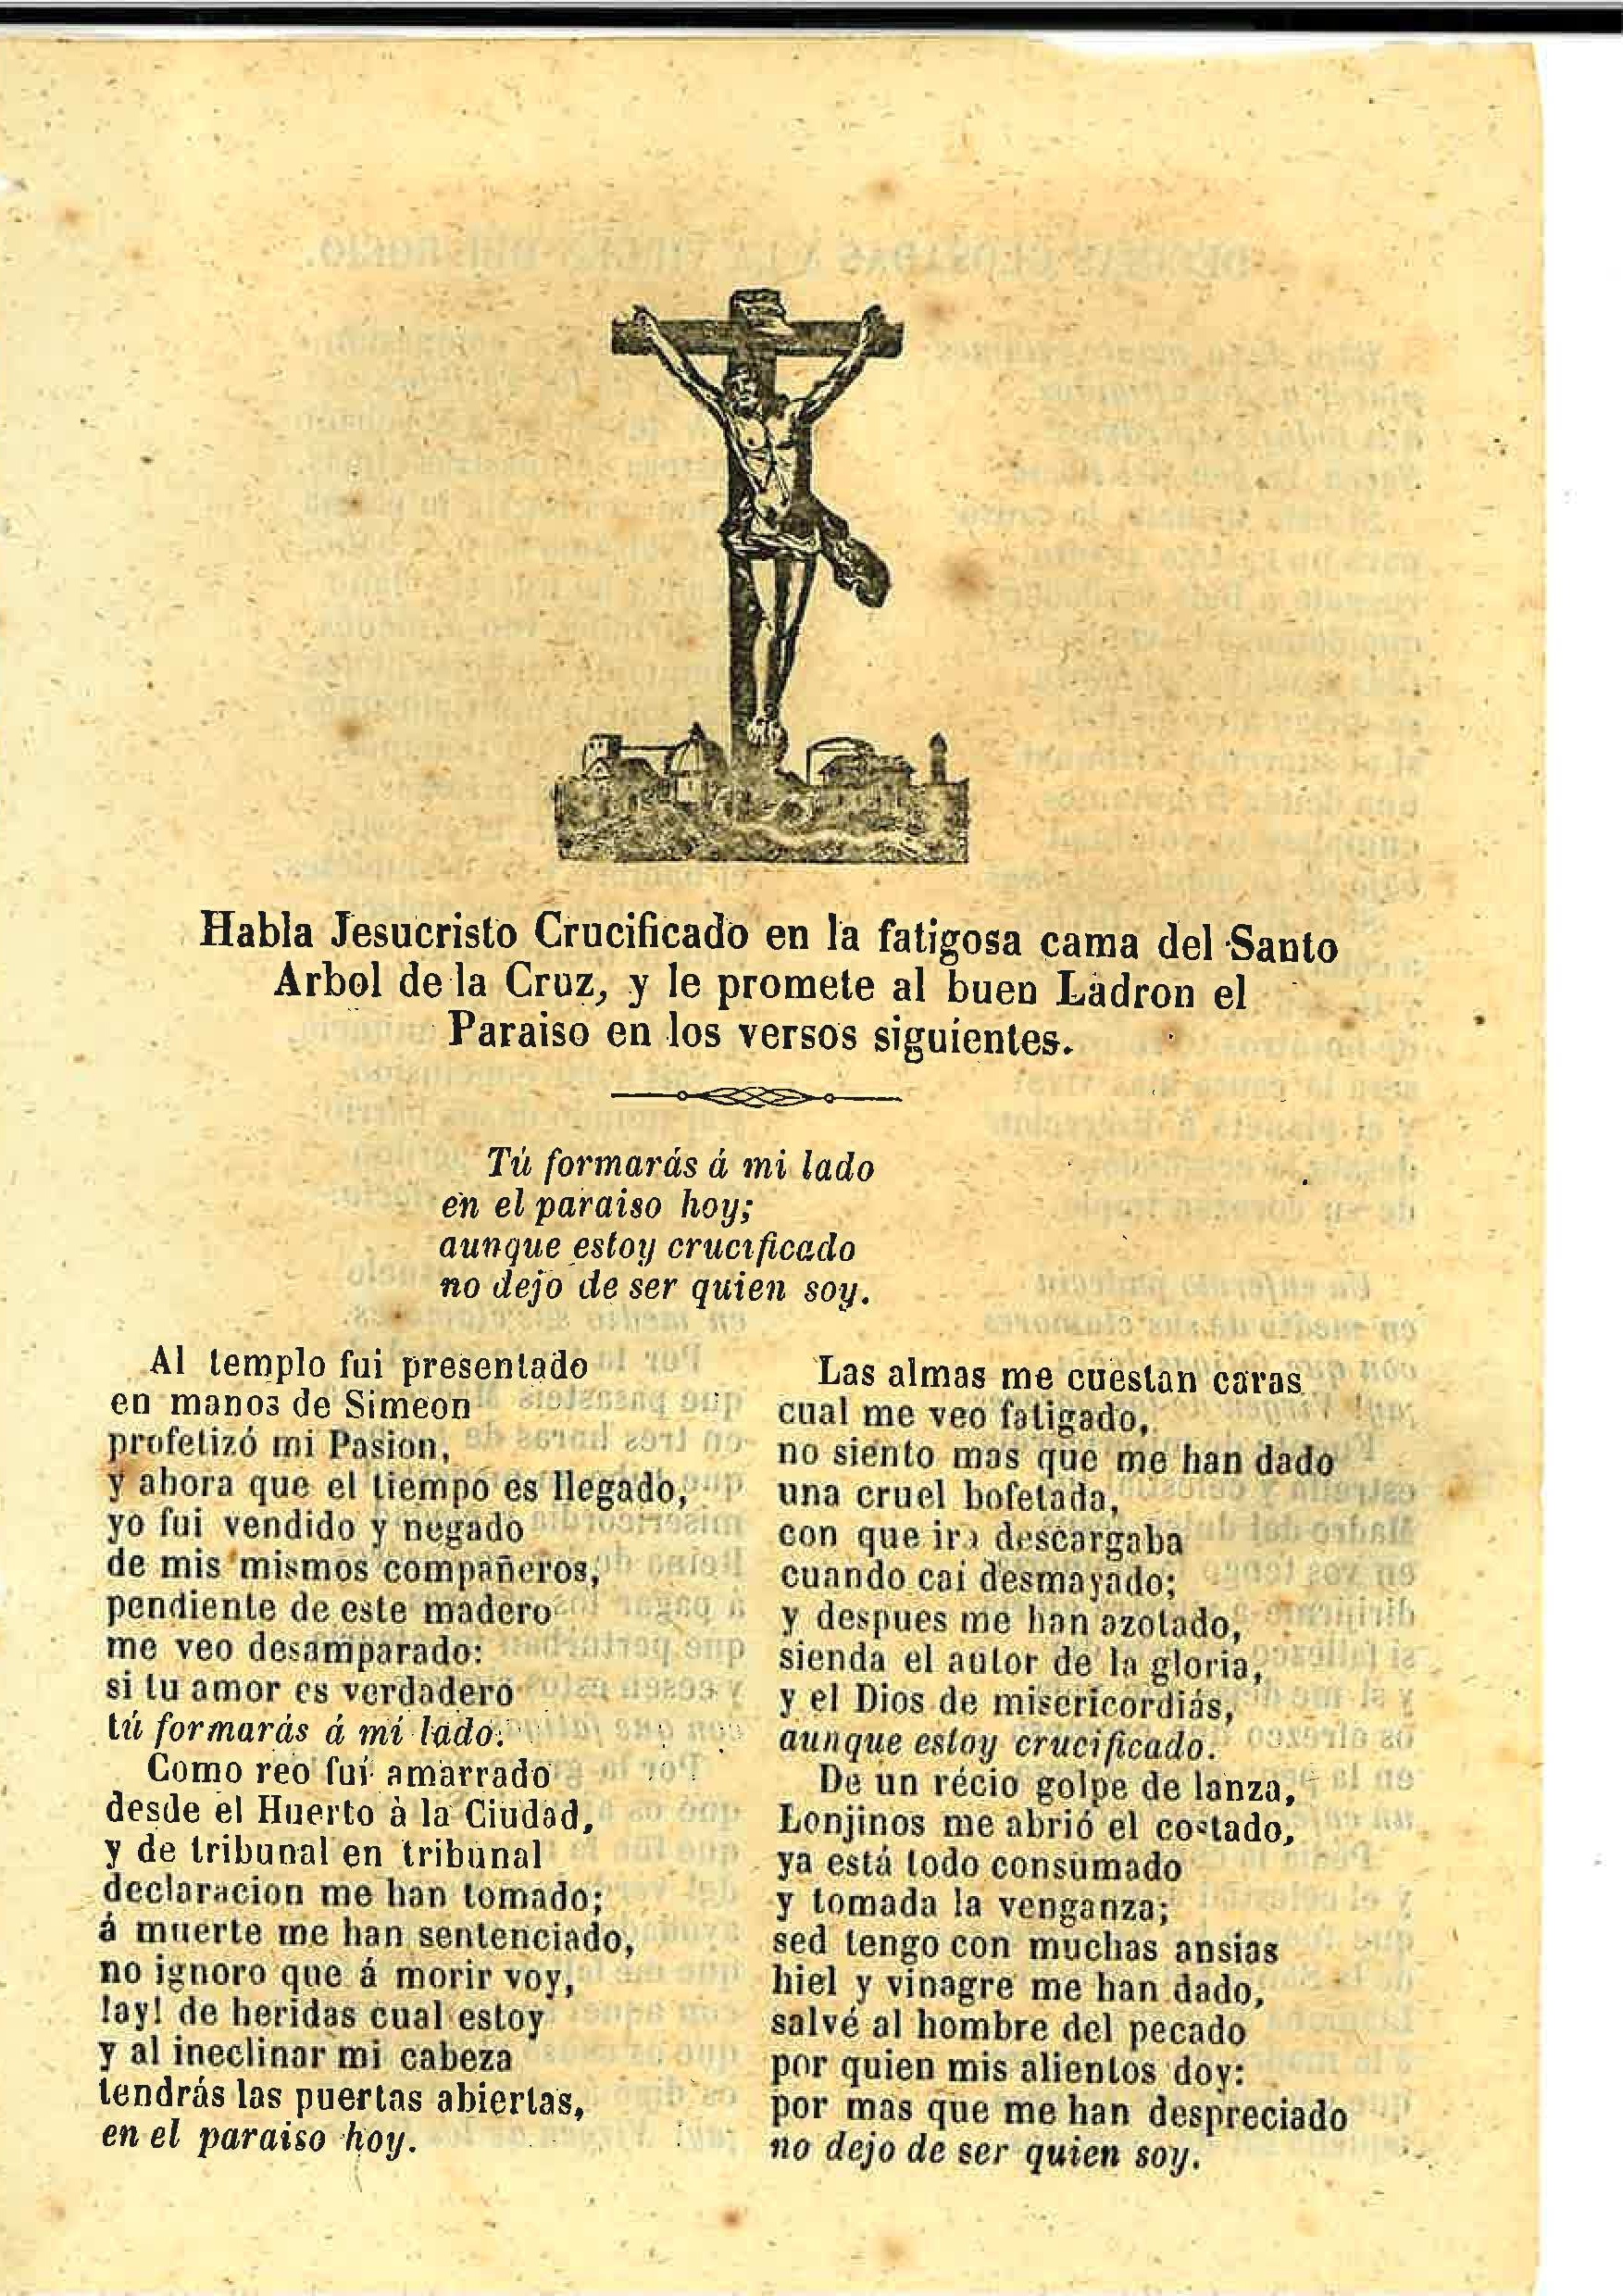 Habla Jesucristo Crucificado en la fatigosa cama del Santo
Arbol de la Cruz, y le promete al buen Ladron el
Paraiso en los versos siguientes.
Tú formarás á mi lado
en el paraiso hoy;
aunque estoy crucificado
no dejo de ser quien soy.
Al templo fui presentado
en manos de Simeon
profetizó mi Pasion,
y ahora que el tiempo es llegado,
yo fui vendido y negado
de mis mismos compañeros,
pendiente de este madero
me veo desamparado:
si tu amor es verdadero
tú formarás á mi lado.
Como reo fui amarrado
desde el Huerto à la Ciudad,
y de tribunal en tribunal
declaracion me han tomado;
á muerte me han sentenciado,
no ignoro que á morir voy,
!ay! de heridas cual estoy
y al ineclinar mi cabeza
tendrás las puertas abiertas,
en el paraiso hoy.
Las almas me cuestan caras
cual me veo fatigado,
no siento mas que me han dado
una cruel bofetada,
con que ira descargaba
cuando cai desmayado;
y despues me han azotado,
sienda el autor de la gloria,
y el Dios de misericordiás,
aunque estoy crucificado.
De un récio golpe de lanza,
Lonjinos me abrió el costado,
ya está todo consumado
y tomada la venganza;
sed tengo con muchas ansias
hiel y vinagre me han dado,
salvé al hombre del pecado
por quien mis alientos doy:
por mas que me han despreciado
no dejo de ser quien soy.